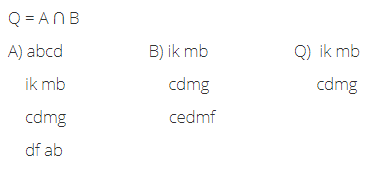 Q = A ∩ B
A) abcd B) ik mb Q) ik mb
ik mb cdmg cdmg
cdmg cedmf
df ab